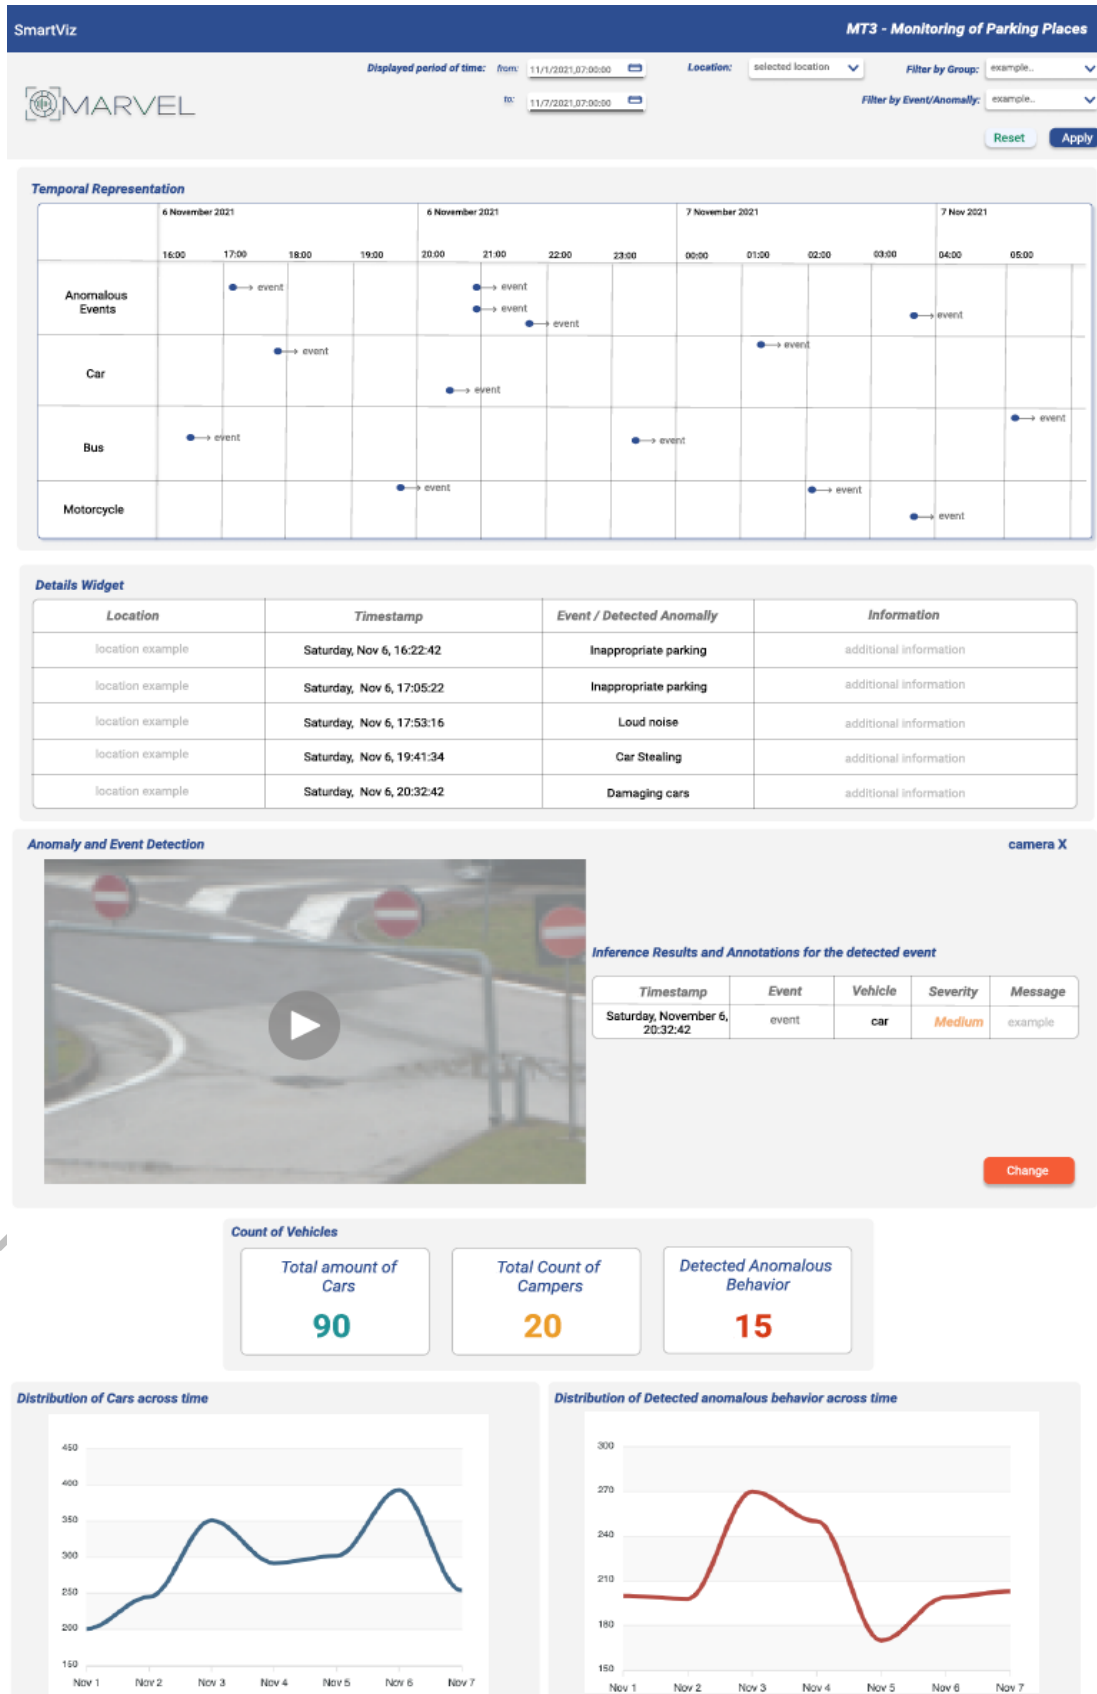 SmartViz
MT3 - Monitoring of Parking Places
Displayed period of time: from: 11/1/2021,07:00:00
Location: selected location
Filter by Group: example..
to: 11/7/2021,07:00:00
Filter by Event/Anomally: example..
MARVEL
Reset
Apply
Temporal Representation
6 November 2021
6 November 2021
7 November 2021
7 Nov 2021
16:00 17:00 18:00 19:00 20:00 21:00 22:00 23:00 00:00 01:00 02:00 03:00 04:00 05:00
Anomalous
Events
event
event
event
event
event
Car
event
event
event
Bus
event
event
event
Motorcycle
event
event
event
Details Widget
Location Timestamp Event / Detected Anomally Information
location example Saturday, Nov 6, 16:22:42 Inappropriate parking additional information
location example Saturday, Nov 6, 17:05:22 Inappropriate parking additional information
location example Saturday, Nov 6, 17:53:16 Loud noise additional information
location example Saturday, Nov 6, 19:41:34 Car Stealing additional information
location example Saturday, Nov 6, 20:32:42 Damaging cars additional information
Anomaly and Event Detection
camera X
Inference Results and Annotations for the detected event
Timestamp Event Vehicle Severity Message
Saturday, November 6,
20:32:42
event car Medium example
Change
Count of Vehicles
Total amount of
Cars
90
Total Count of
Campers
20
Detected Anomalous
Behavior
15
Distribution of Cars across time
450
400
350
300
250
200
150
Nov 1 Nov 2 Nov 3 Nov 4 Nov 5 Nov 6 Nov 7
Distribution of Detected anomalous behavior across time
300
270
240
210
180
150
Nov 1 Nov 2 Nov 3 Nov 4 Nov 5 Nov 6 Nov 7